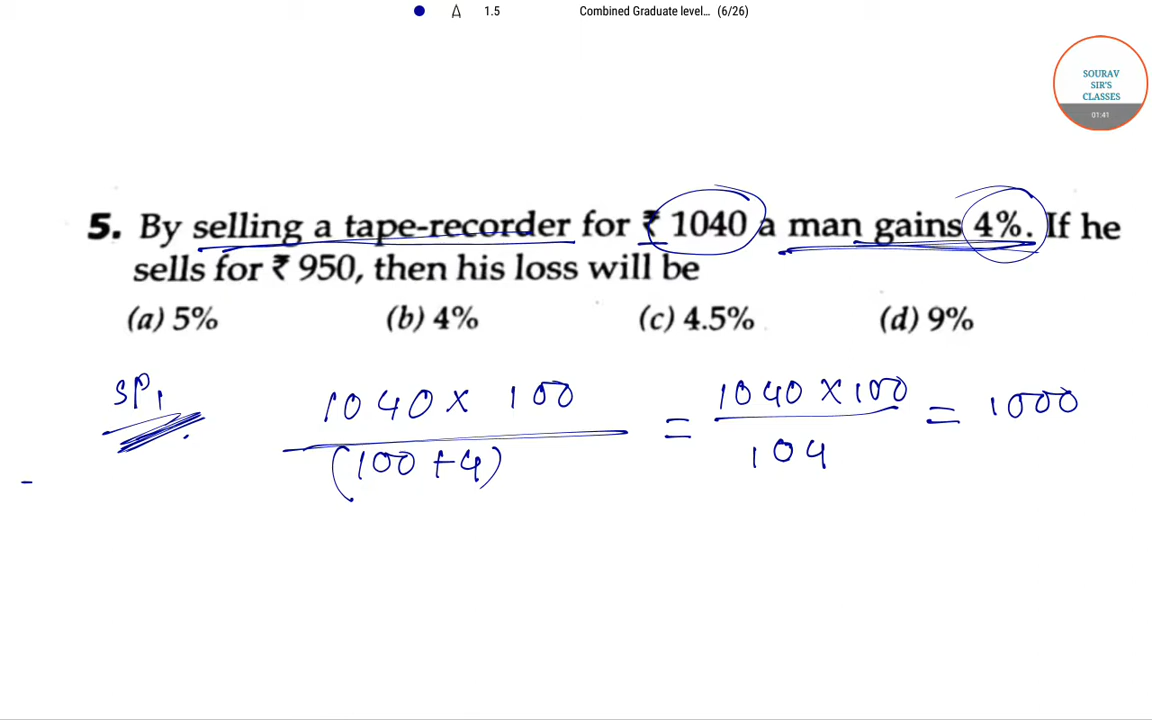 1.5 Combined Graduate level... (6/26)
SOURAV
SIR'S
CLASSES
01:41
5. By selling a tape-recorder for ₹ 1040 a man gains 4%. If he
sells for ₹ 950, then his loss will be
(a) 5% (b) 4% (c) 4.5% (d) 9%
SP1 1040 × 100 = 1040 × 100 = 1000
(100 + 4) 104